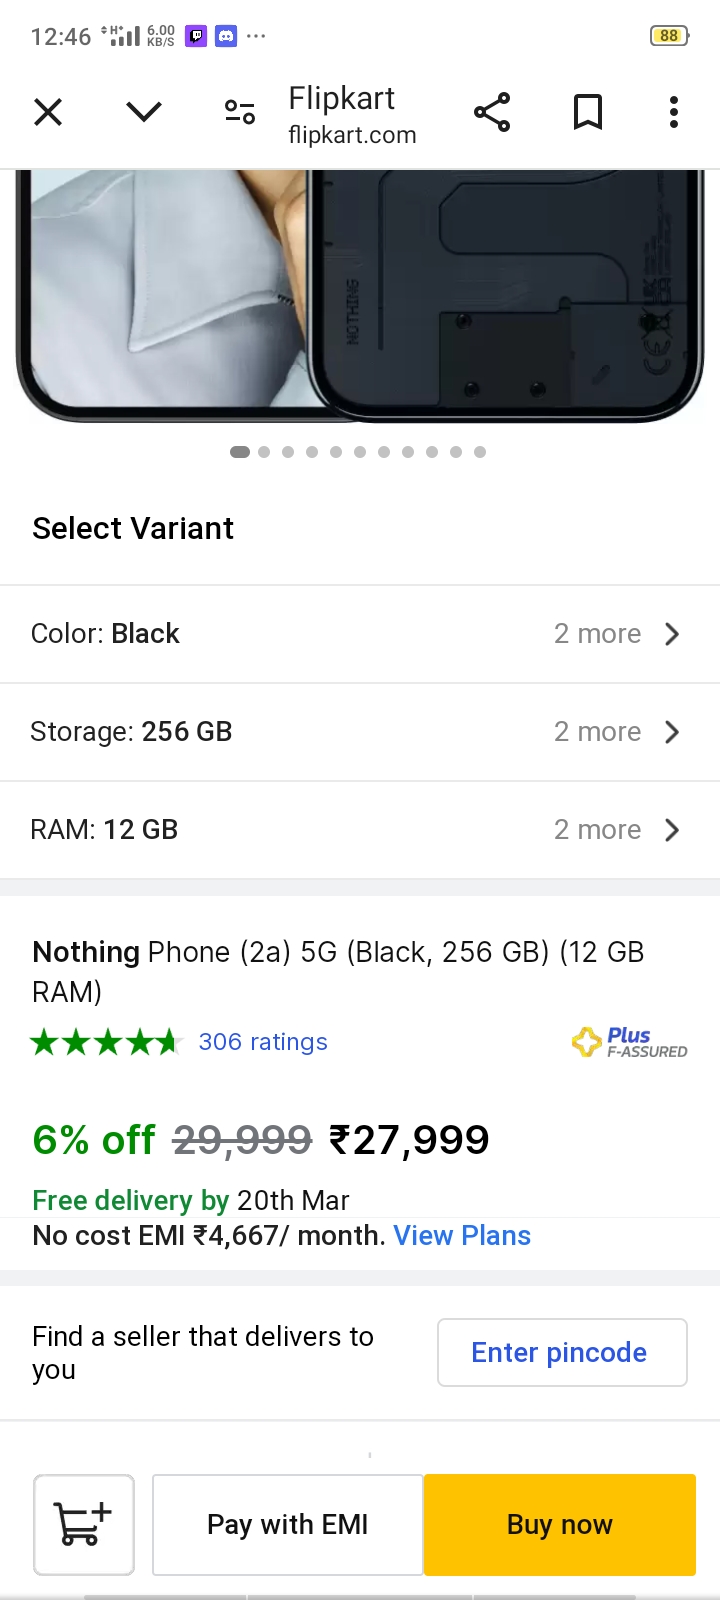 12:46 H+ 6.00 KB/S ... 88
Flipkart
flipkart.com
NOTHING
CE
Select Variant
Color: Black 2 more
Storage: 256 GB 2 more
RAM: 12 GB 2 more
Nothing Phone (2a) 5G (Black, 256 GB) (12 GB
RAM)
306 ratings Plus
F-ASSURED
6% off 29,999 ₹27,999
Free delivery by 20th Mar
No cost EMI ₹4,667/ month. View Plans
Find a seller that delivers to
you
Enter pincode
Pay with EMI Buy now